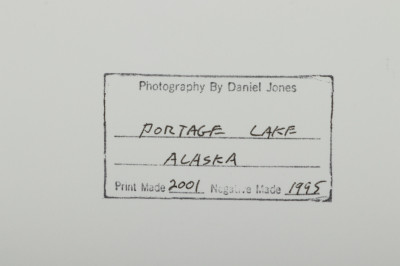 Photography By Daniel Jones
PORTAGE LAKE
ALASKA
Print Made 2001 Negative Made 1995